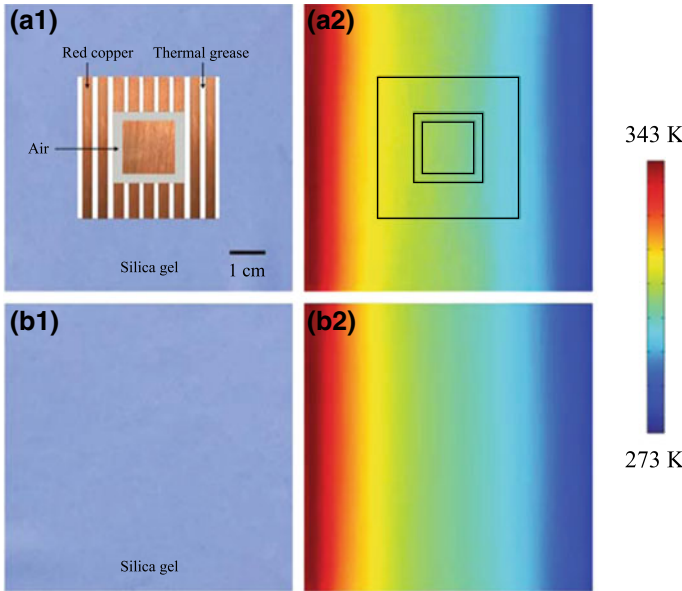 (a1)
Red copper
Thermal grease
Air
Silica gel
1 cm
(a2)
343 K
273 K
(b1)
Silica gel
(b2)